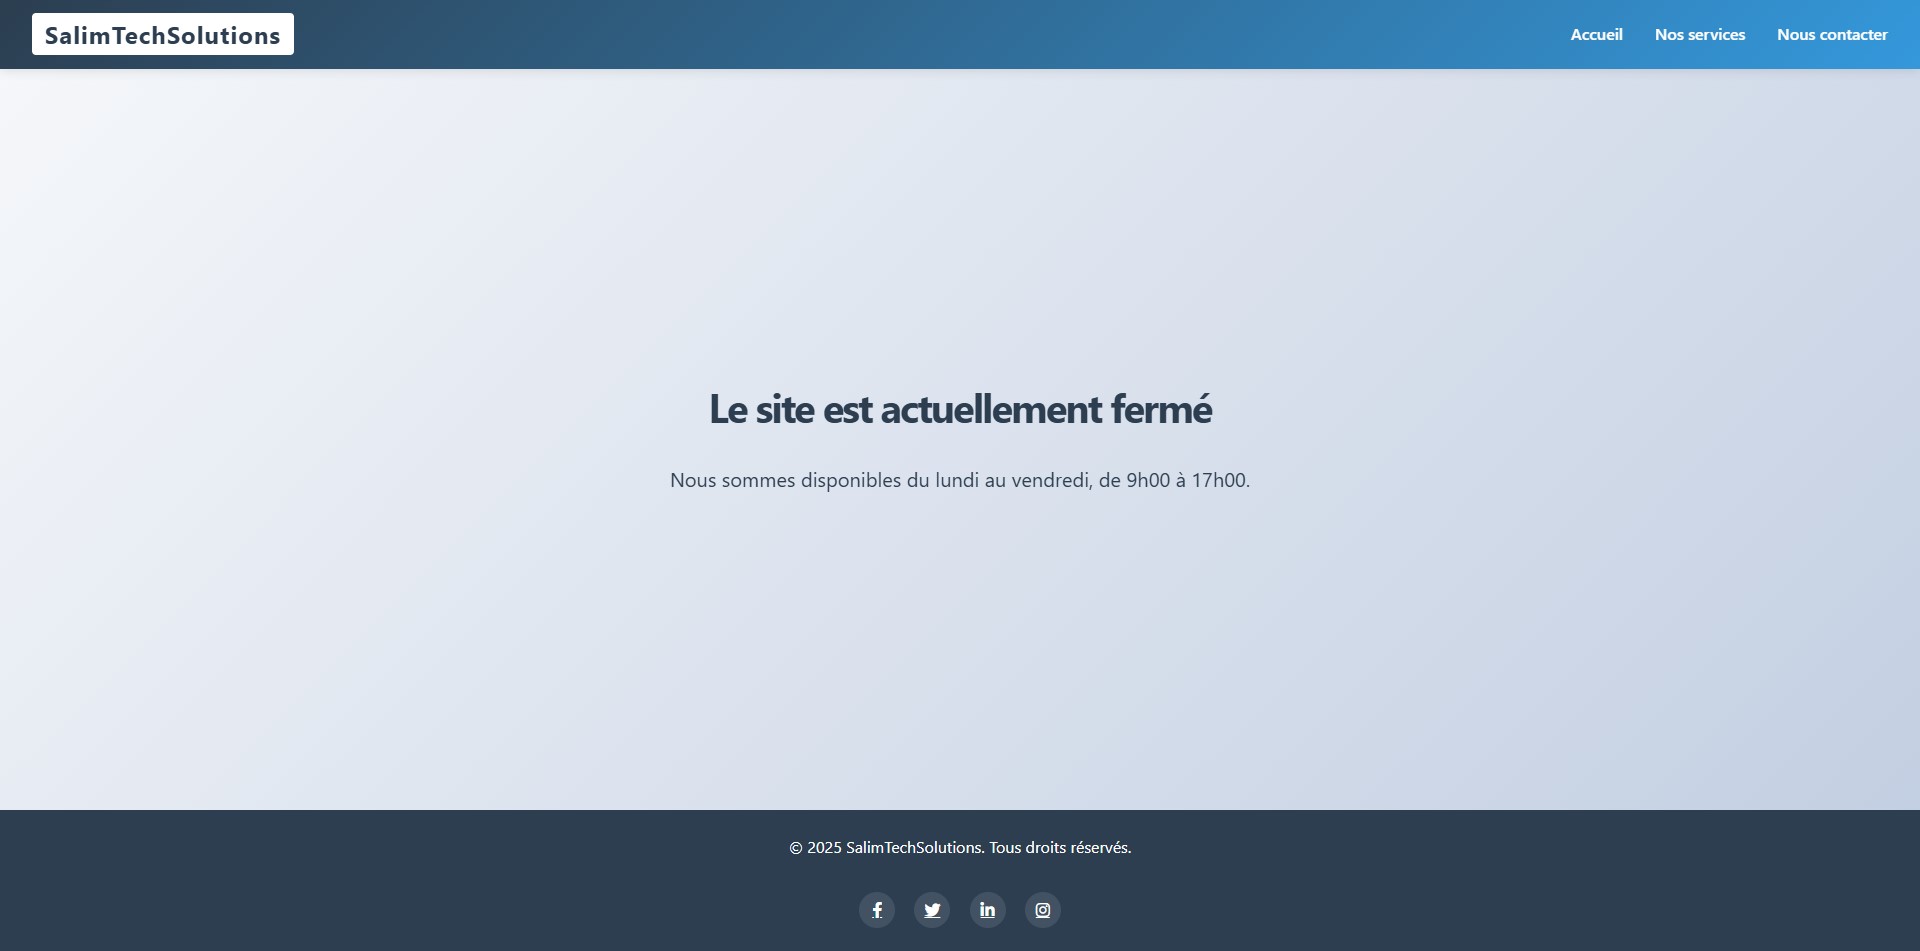 SalimTechSolutions
Accueil Nos services Nous contacter
Le site est actuellement fermé
Nous sommes disponibles du lundi au vendredi, de 9h00 à 17h00.
© 2025 SalimTechSolutions. Tous droits réservés.